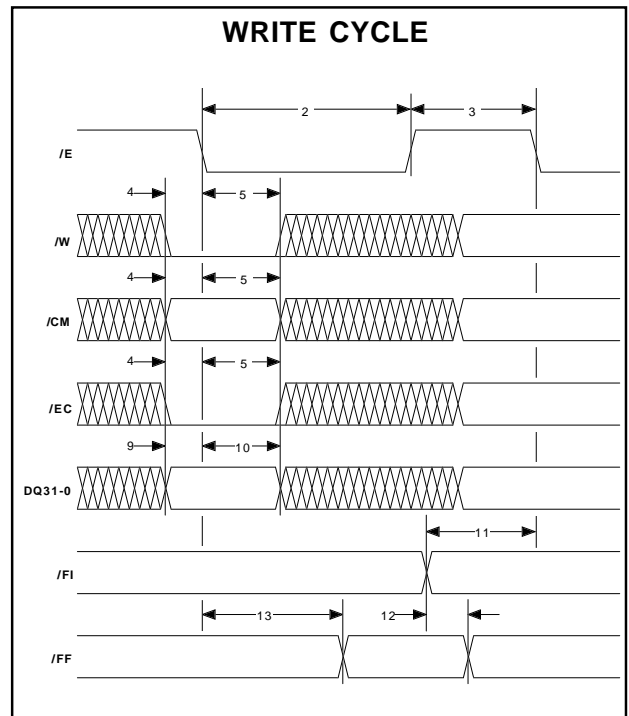 WRITE CYCLE
2 3
/E
4 5
/W
4 5
/CM
4 5
/EC
9 10
DQ31-0
11
/FI
13 12
/FF